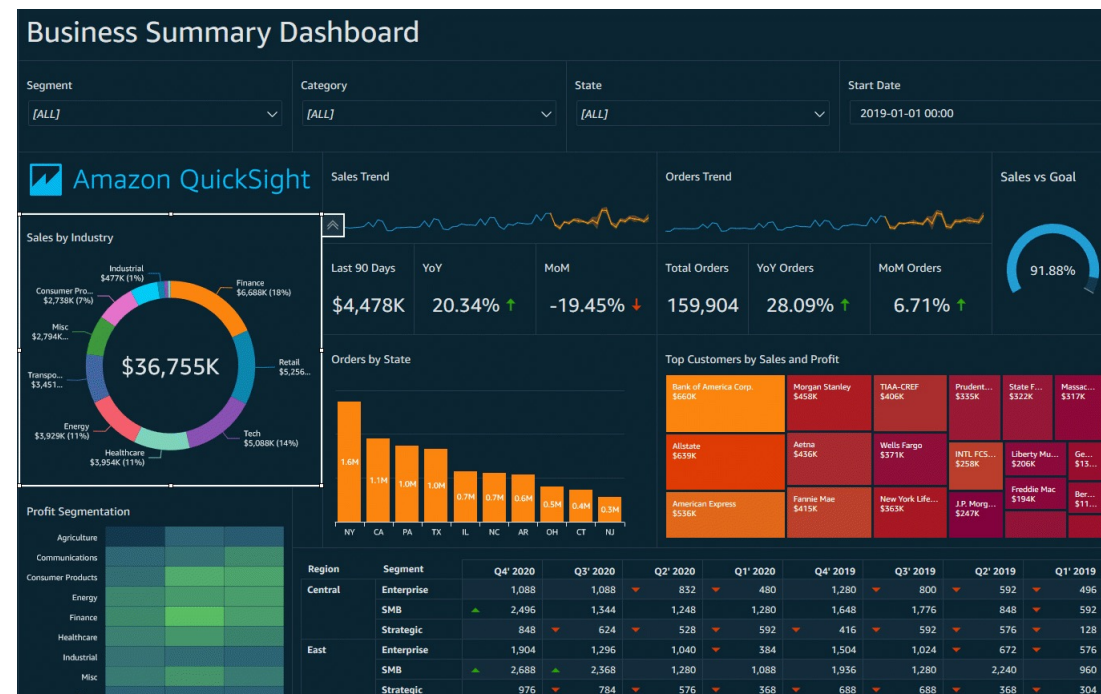 Business Summary Dashboard
Segment
Category
State
Start Date
[ALL]
[ALL]
[ALL]
2019-01-01 00:00
Amazon QuickSight
Sales Trend
Orders Trend
Sales vs Goal
Sales by Industry
Industrial
$477K (1%)
Finance
$6,688K (18%)
Consumer Pro...
$2,738K (7%)
Misc
$2,794K...
$36,755K
Retail
$5,256...
Transpo...
$3,451...
Energy
$3,929K (11%)
Tech
$5,088K (14%)
Healthcare
$3,954K (11%)
Last 90 Days
$4,478K
YoY
20.34%
MoM
-19.45%
Total Orders
159,904
YoY Orders
28.09%
MoM Orders
6.71%
91.88%
Orders by State
1.6M
1.1M
1.0M
1.0M
0.7M
0.7M
0.6M
0.5M
0.4M
0.3M
NY CA PA TX IL NC AR OH CT NJ
Top Customers by Sales and Profit
Bank of America Corp.
$660K
Allstate
$639K
American Express
$536K
Morgan Stanley
$458K
Aetna
$436K
Fannie Mae
$415K
TIAA-CREF
$406K
Wells Fargo
$371K
New York Life...
$363K
Prudent...
$335K
State F...
$322K
Massac...
$317K
INTL FCS...
$258K
J.P. Morg...
$247K
Liberty Mu...
$206K
Freddie Mac
$194K
Ge...
$13...
Ber...
$11...
Profit Segmentation
Agriculture
Communications
Consumer Products
Energy
Finance
Healthcare
Industrial
Misc
Region Segment Q4' 2020 Q3' 2020 Q2' 2020 Q1' 2020 Q4' 2019 Q3' 2019 Q2' 2019 Q1' 2019
Central Enterprise 1,088 1,088 832 480 1,280 800 592 496
SMB 2,496 1,344 1,248 1,280 1,648 1,776 848 592
Strategic 848 624 528 592 416 592 576 128
East Enterprise 1,904 1,296 1,040 384 1,504 1,024 672 576
SMB 2,688 2,368 1,280 1,088 1,936 1,280 2,240 960
Strategic 976 784 576 368 688 688 368 304